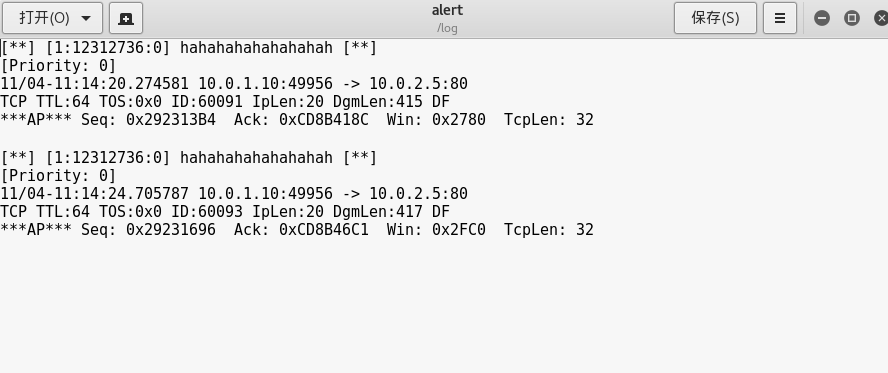 打开(O)
alert
/log
保存(S)
[**] [1:12312736:0] hahahahahahahahah [**]
[Priority: 0]
11/04-11:14:20.274581 10.0.1.10:49956 -> 10.0.2.5:80
TCP TTL:64 TOS:0x0 ID:60091 IpLen:20 DgmLen:415 DF
***AP*** Seq: 0x292313B4  Ack: 0xCD8B418C  Win: 0x2780  TcpLen: 32
[**] [1:12312736:0] hahahahahahahahah [**]
[Priority: 0]
11/04-11:14:24.705787 10.0.1.10:49956 -> 10.0.2.5:80
TCP TTL:64 TOS:0x0 ID:60093 IpLen:20 DgmLen:417 DF
***AP*** Seq: 0x29231696  Ack: 0xCD8B46C1  Win: 0x2FC0  TcpLen: 32